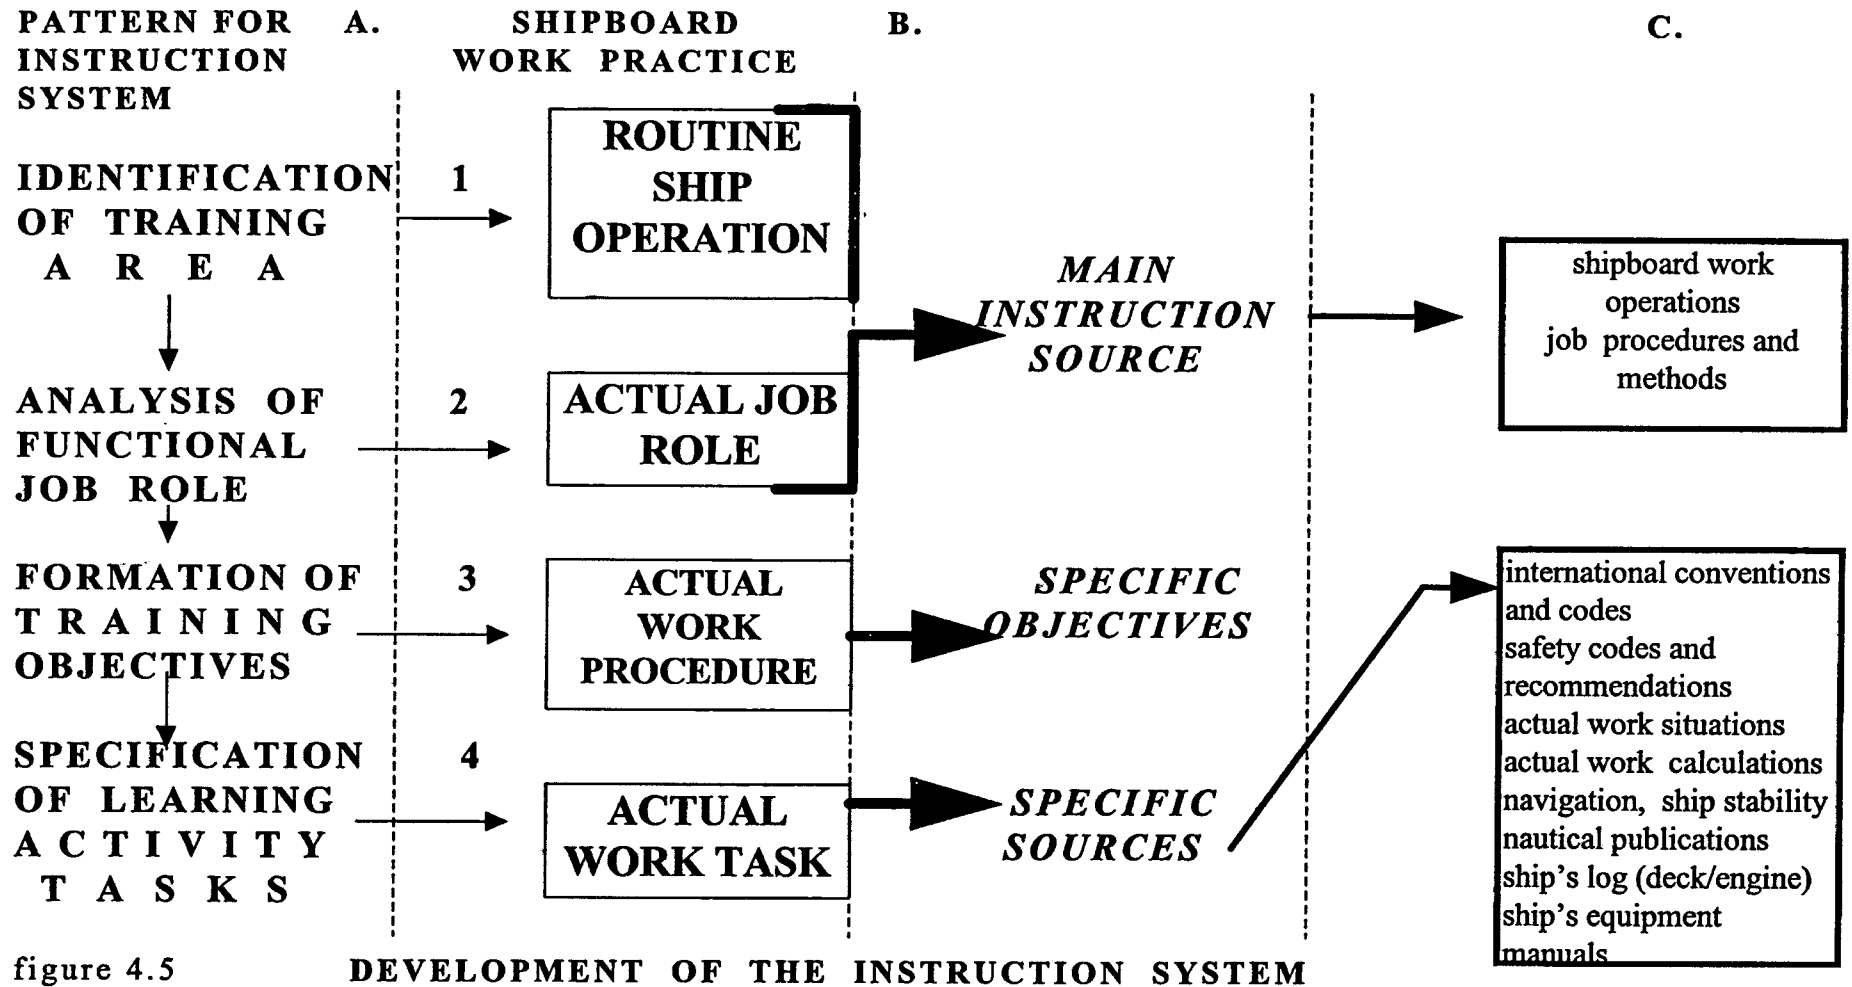 PATTERN FOR A.
INSTRUCTION
SYSTEM
SHIPBOARD
WORK PRACTICE
B.
C.
IDENTIFICATION
OF TRAINING
A R E A
1
ROUTINE
SHIP
OPERATION
ANALYSIS OF
FUNCTIONAL
JOB ROLE
2
ACTUAL JOB
ROLE
MAIN
INSTRUCTION
SOURCE
shipboard work
operations
job procedures and
methods
FORMATION OF
T R A I N I N G
OBJECTIVES
3
ACTUAL
WORK
PROCEDURE
SPECIFIC
OBJECTIVES
SPECIFICATION
OF LEARNING
A C T I V I T Y
T A S K S
4
ACTUAL
WORK TASK
SPECIFIC
SOURCES
international conventions
and codes
safety codes and
recommendations
actual work situations
actual work calculations
navigation, ship stability
nautical publications
ship's log (deck/engine)
ship's equipment
manuals
figure 4.5 DEVELOPMENT OF THE INSTRUCTION SYSTEM